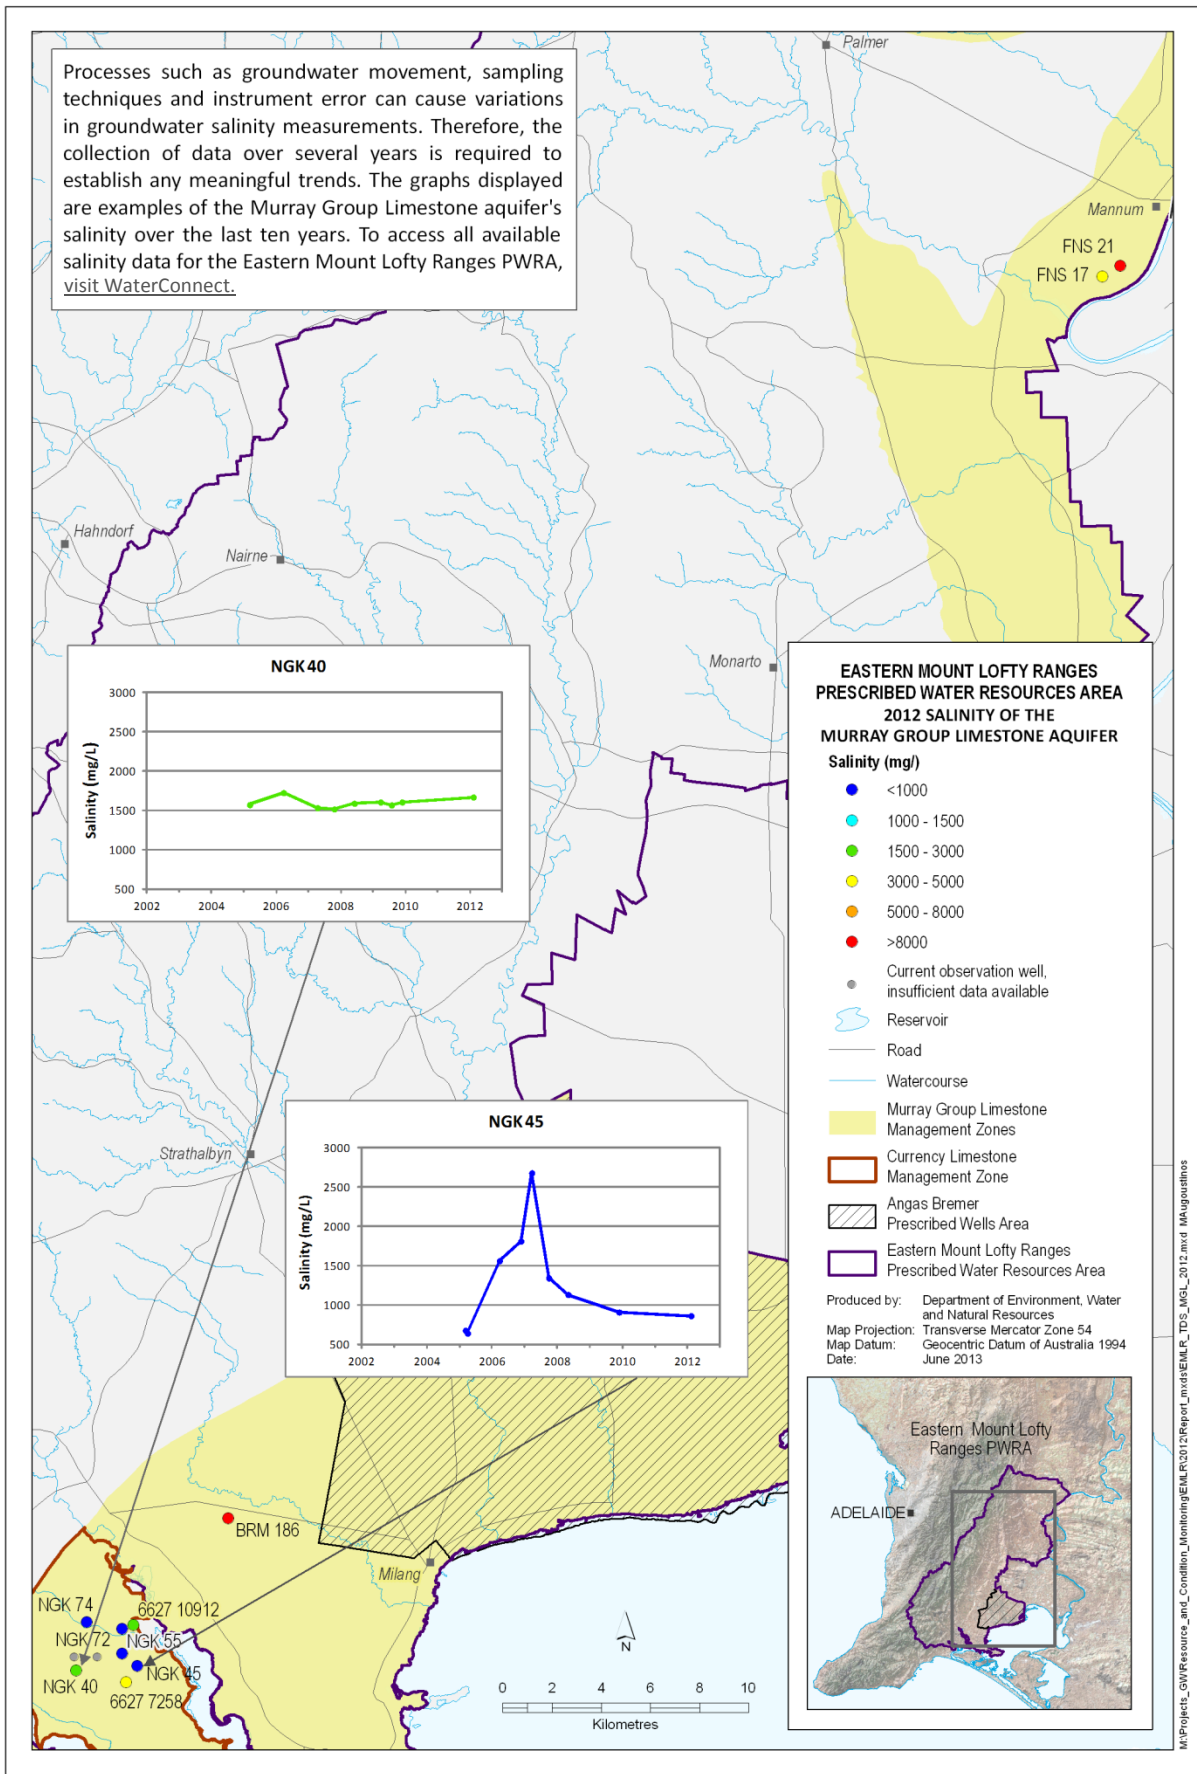 Processes such as groundwater movement, sampling
techniques and instrument error can cause variations
in groundwater salinity measurements. Therefore, the
collection of data over several years is required to
establish any meaningful trends. The graphs displayed
are examples of the Murray Group Limestone aquifer's
salinity over the last ten years. To access all available
salinity data for the Eastern Mount Lofty Ranges PWRA,
visit WaterConnect.
Palmer
Mannum
FNS 21
FNS 17
Hahndorf
Nairne
Monarto
NGK 40
Salinity (mg/L)
3000
2500
2000
1500
1000
500
2002 2004 2006 2008 2010 2012
Strathalbyn
NGK 45
Salinity (mg/L)
3000
2500
2000
1500
1000
500
2002 2004 2006 2008 2010 2012
BRM 186
Milang
NGK 74
6627 10912
NGK 72
NGK 55
NGK 45
NGK 40
6627 7258
N
0 2 4 6 8 10
Kilometres
EASTERN MOUNT LOFTY RANGES
PRESCRIBED WATER RESOURCES AREA
2012 SALINITY OF THE
MURRAY GROUP LIMESTONE AQUIFER
Salinity (mg/)
<1000
1000 - 1500
1500 - 3000
3000 - 5000
5000 - 8000
>8000
Current observation well,
insufficient data available
Reservoir
Road
Watercourse
Murray Group Limestone
Management Zones
Currency Limestone
Management Zone
Angas Bremer
Prescribed Wells Area
Eastern Mount Lofty Ranges
Prescribed Water Resources Area
Produced by: Department of Environment, Water
and Natural Resources
Map Projection: Transverse Mercator Zone 54
Map Datum: Geocentric Datum of Australia 1994
Date: June 2013
Eastern Mount Lofty
Ranges PWRA
ADELAIDE
M:\Projects_GW\Resource_and_Condition_Monitoring\EMLR\2012\Report_mxds\EMLR_TDS_MGL_2012.mxd MAugoustinos